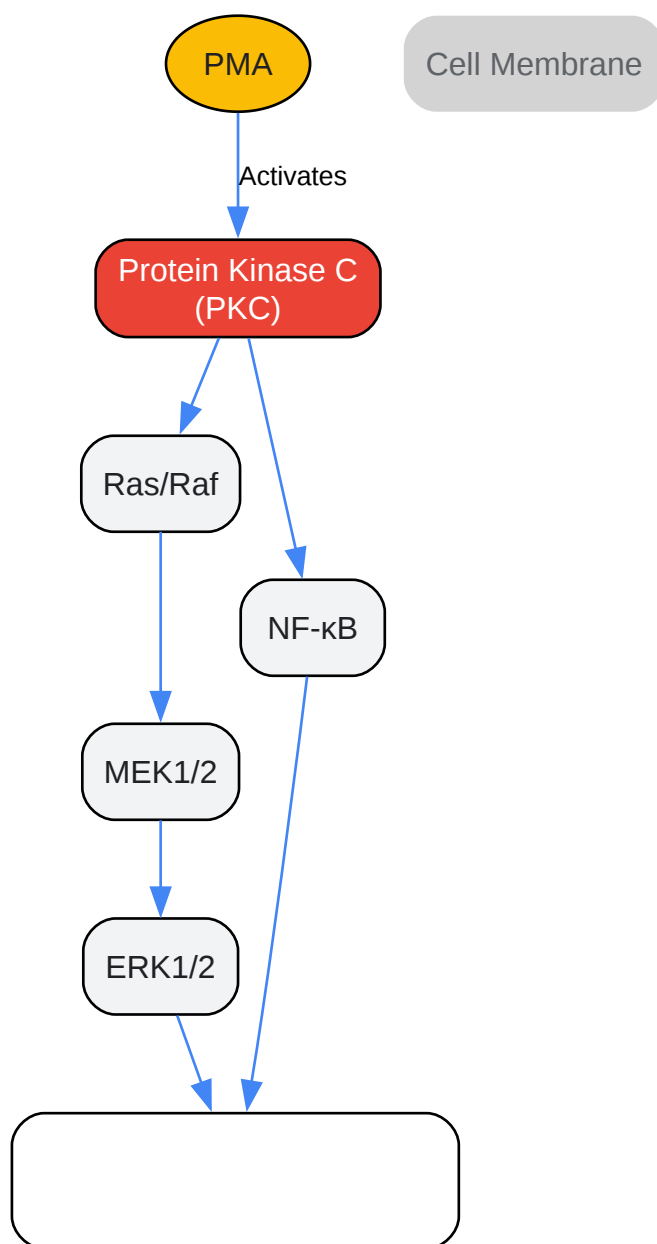 PMA
Cell Membrane
Activates
Protein Kinase C
(PKC)
Ras/Raf
NF-κB
MEK1/2
ERK1/2